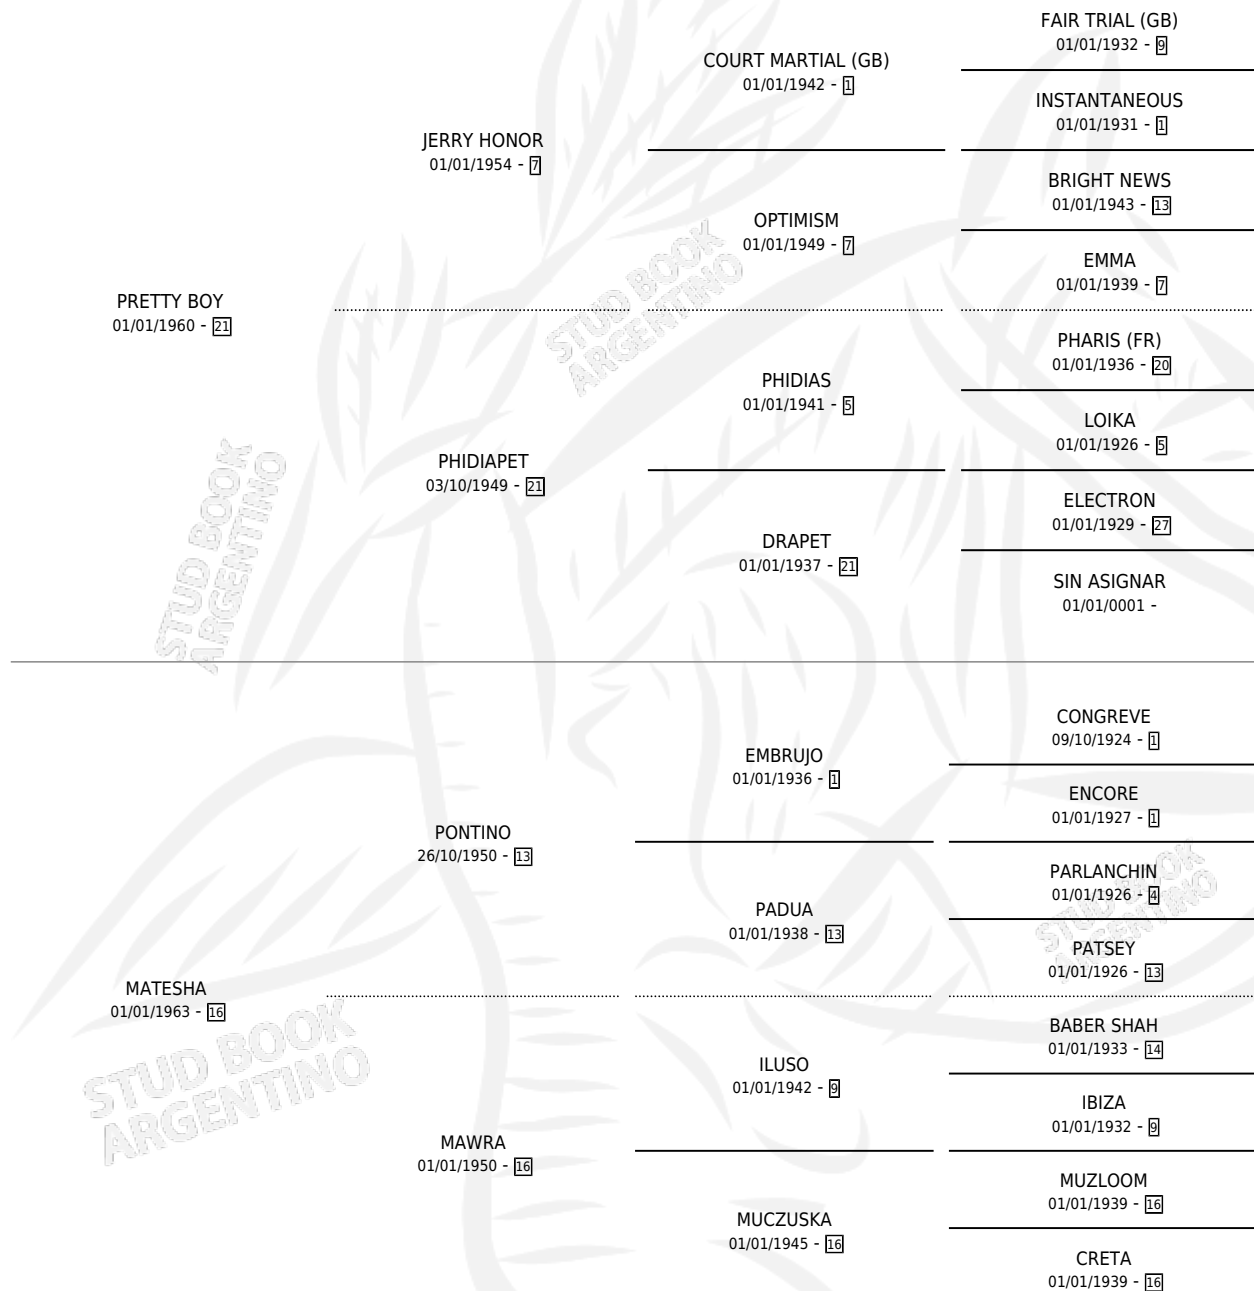 FAIR TRIAL (GB)
01/01/1932 - 9
COURT MARTIAL (GB)
01/01/1942 - 1
INSTANTANEOUS
01/01/1931 - 1
JERRY HONOR
01/01/1954 - 7
BRIGHT NEWS
01/01/1943 - 13
OPTIMISM
01/01/1949 - 7
EMMA
01/01/1939 - 7
PRETTY BOY
01/01/1960 - 21
PHARIS (FR)
01/01/1936 - 20
PHIDIAS
01/01/1941 - 5
LOIKA
01/01/1926 - 5
PHIDIAPET
03/10/1949 - 21
ELECTRON
01/01/1929 - 27
DRAPET
01/01/1937 - 21
SIN ASIGNAR
01/01/0001 -
CONGREVE
09/10/1924 - 1
EMBRUJO
01/01/1936 - 1
ENCORE
01/01/1927 - 1
PONTINO
26/10/1950 - 13
PARLANCHIN
01/01/1926 - 4
PADUA
01/01/1938 - 13
PATSEY
01/01/1926 - 13
MATESHA
01/01/1963 - 16
BABER SHAH
01/01/1933 - 14
ILUSO
01/01/1942 - 9
IBIZA
01/01/1932 - 9
MAWRA
01/01/1950 - 16
MUZLOOM
01/01/1939 - 16
MUCZUSKA
01/01/1945 - 16
CRETA
01/01/1939 - 16
STUD BOOK
ARGENTINO
STUD BOOK
ARGENTINO
STUD BOOK
ARGENTINO
STUD BOOK
ARGENTINO